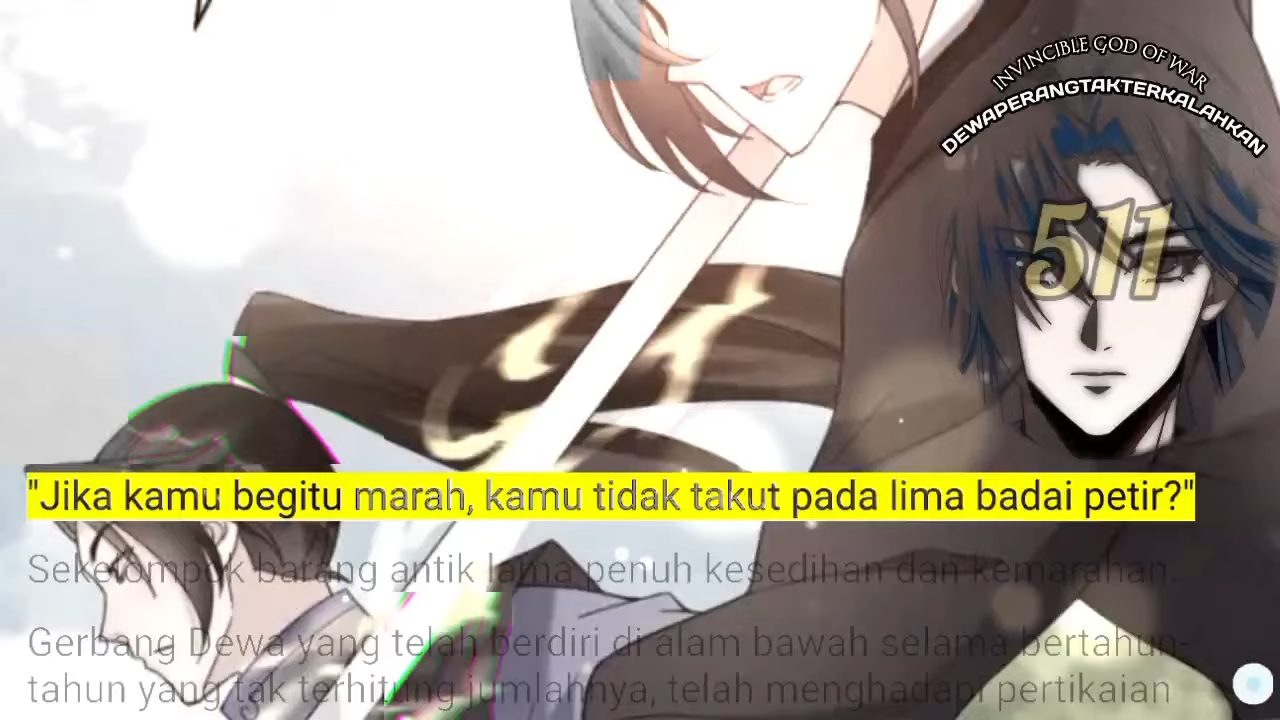 INVINCIBLE GOD OF WAR
DEWAPERANGTAKTERKALAHKAN
511
"Jika kamu begitu marah, kamu tidak takut pada lima badai petir?"
Sekelompok barang antik lama penuh kesedihan dan kemarahan.
Gerbang Dewa yang telah berdiri di alam bawah selama bertahun-
tahun yang tak terhitung jumlahnya, telah menghadapi pertikaian